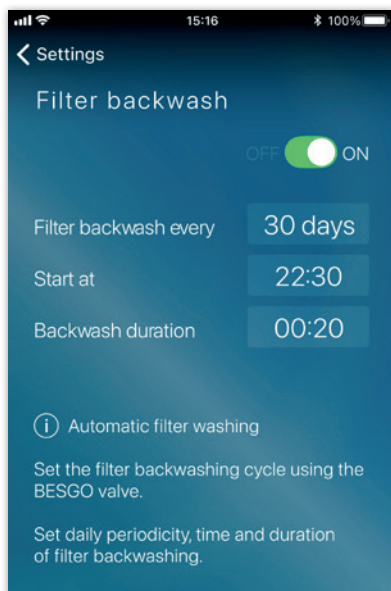 15:16 100%
Settings
Filter backwash
OFF ON
Filter backwash every 30 days
Start at 22:30
Backwash duration 00:20
i Automatic filter washing
Set the filter backwashing cycle using the
BESGO valve.
Set daily periodicity, time and duration
of filter backwashing.